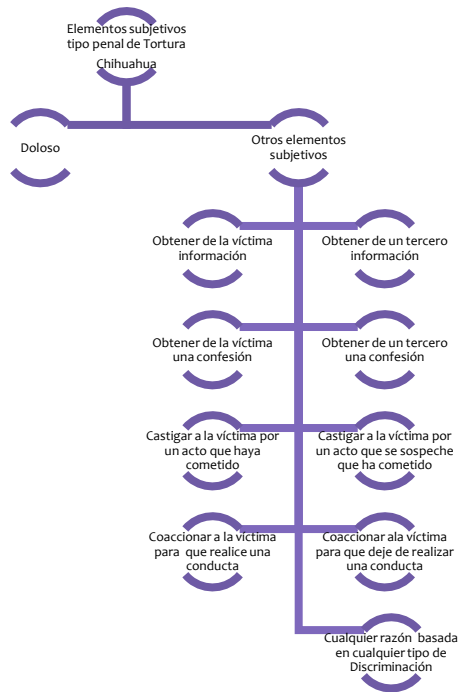 Elementos subjetivos
tipo penal de Tortura
Chihuahua
Doloso
Otros elementos
subjetivos
Obtener de la víctima
información
Obtener de un tercero
información
Obtener de la víctima
una confesión
Obtener de un tercero
una confesión
Castigar a la víctima por
un acto que haya
cometido
Castigar a la víctima por
un acto que se sospeche
que ha cometido
Coaccionar a la víctima
para que realice una
conducta
Coaccionar ala víctima
para que deje de realizar
una conducta
Cualquier razón basada
en cualquier tipo de
Discriminación